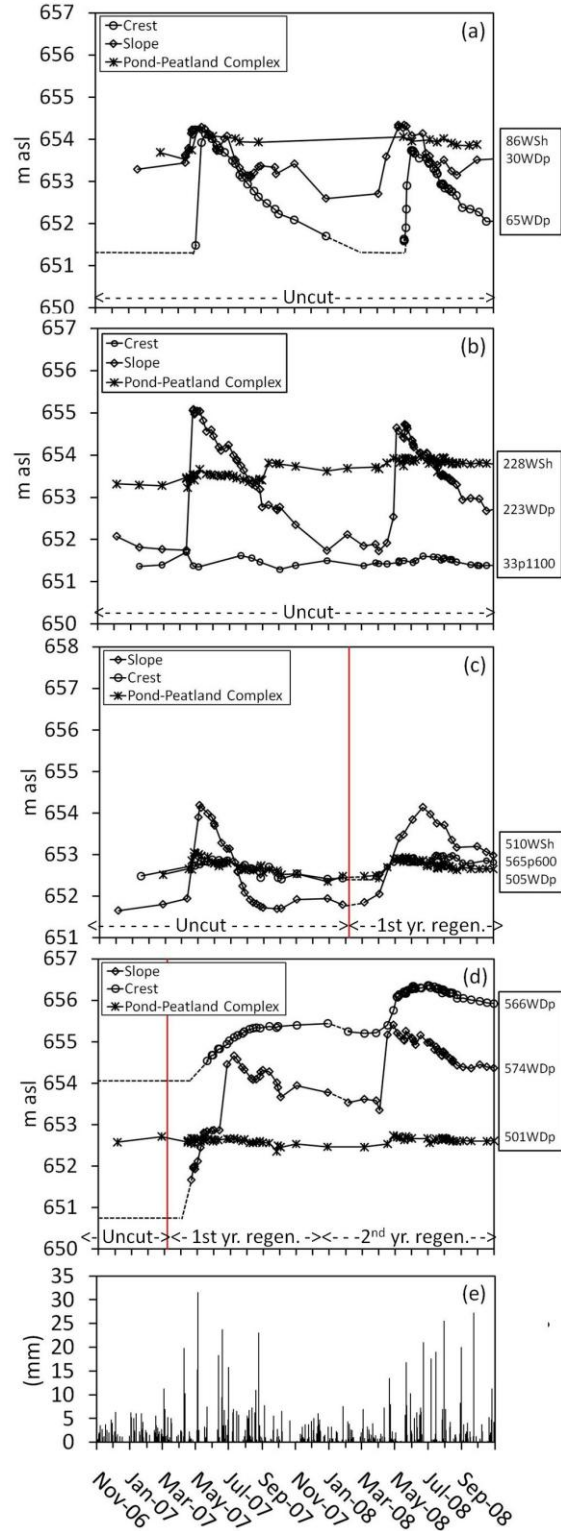 657
(a)
Crest
Slope
Pond-Peatland Complex
656
655
654
653
652
651
650
m asl
86WSh
30WDp
65WDp
Uncut
657
(b)
Crest
Slope
Pond-Peatland Complex
656
655
654
653
652
651
650
m asl
228WSh
223WDp
33p1100
Uncut
658
(c)
Slope
Crest
Pond-Peatland Complex
657
656
655
654
653
652
651
m asl
510WSh
565p600
505WDp
Uncut 1st yr. regen.
657
(d)
Slope
Crest
Pond-Peatland Complex
656
655
654
653
652
651
650
m asl
566WDp
574WDp
501WDp
Uncut 1st yr. regen. 2nd yr. regen.
35
(e)
30
25
20
15
10
5
0
(mm)
Nov-06
Jan-07
Mar-07
May-07
Jul-07
Sep-07
Nov-07
Jan-08
Mar-08
May-08
Jul-08
Sep-08